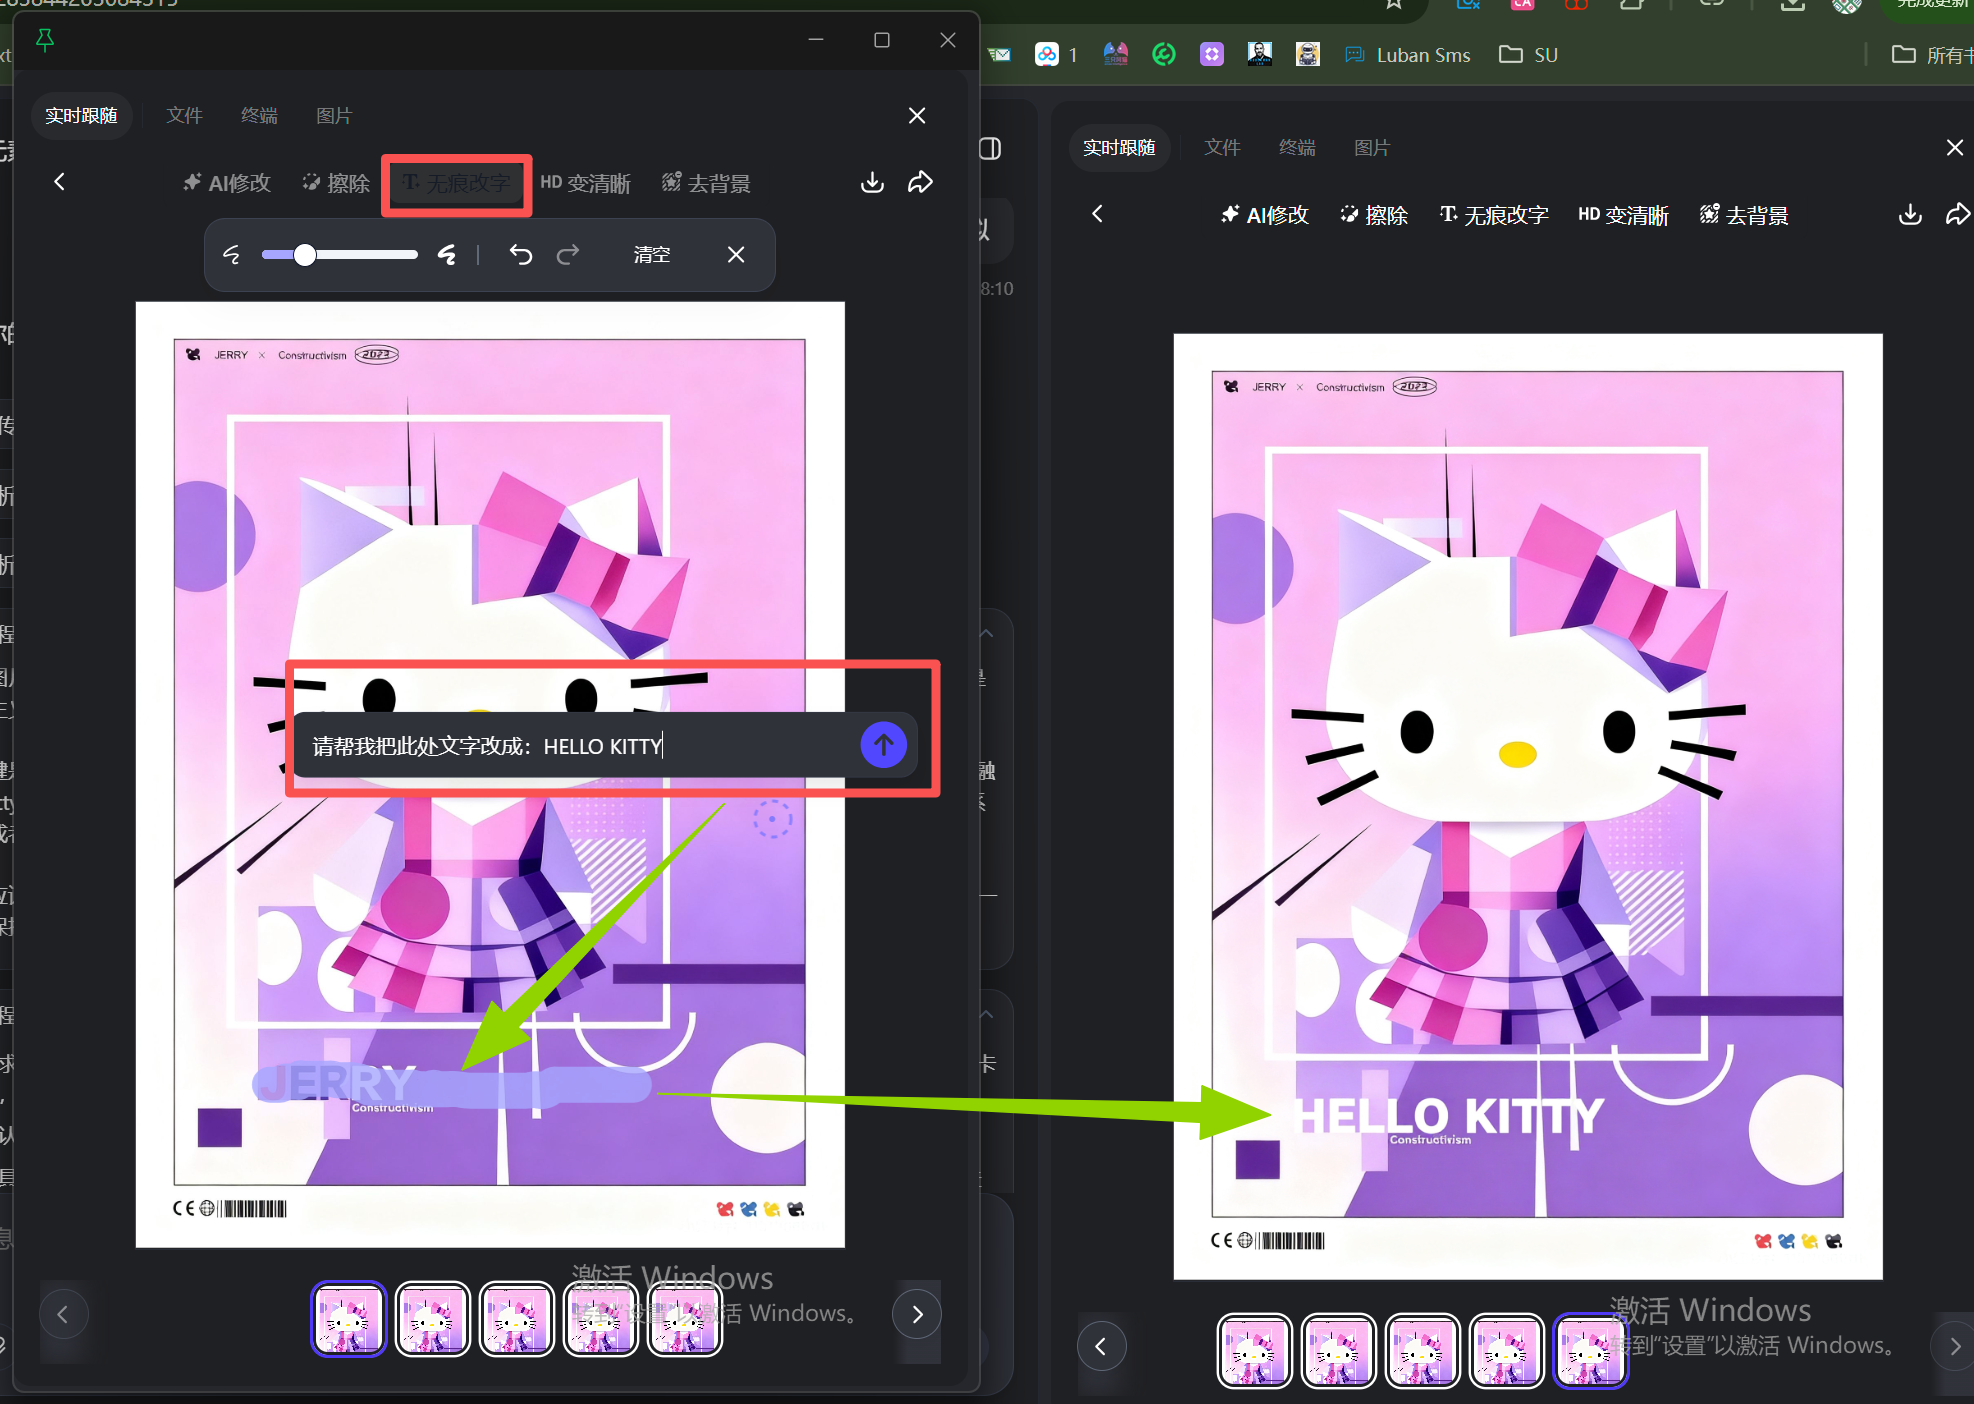 1
Luban Sms
SU
所有书
实时跟随
文件
终端
图片
AI修改
擦除
无痕改字
HD 变清晰
去背景
清空
JERRY × Constructivism 2023
请帮我把此处文字改成：HELLO KITTY
JERRY
Constructivism
CE
激活 Windows
转到“设置”以激活 Windows。
8:10
融
卡
实时跟随
文件
终端
图片
AI修改
擦除
无痕改字
HD 变清晰
去背景
JERRY × Constructivism 2023
HELLO KITTY
Constructivism
CE
激活 Windows
转到“设置”以激活 Windows。